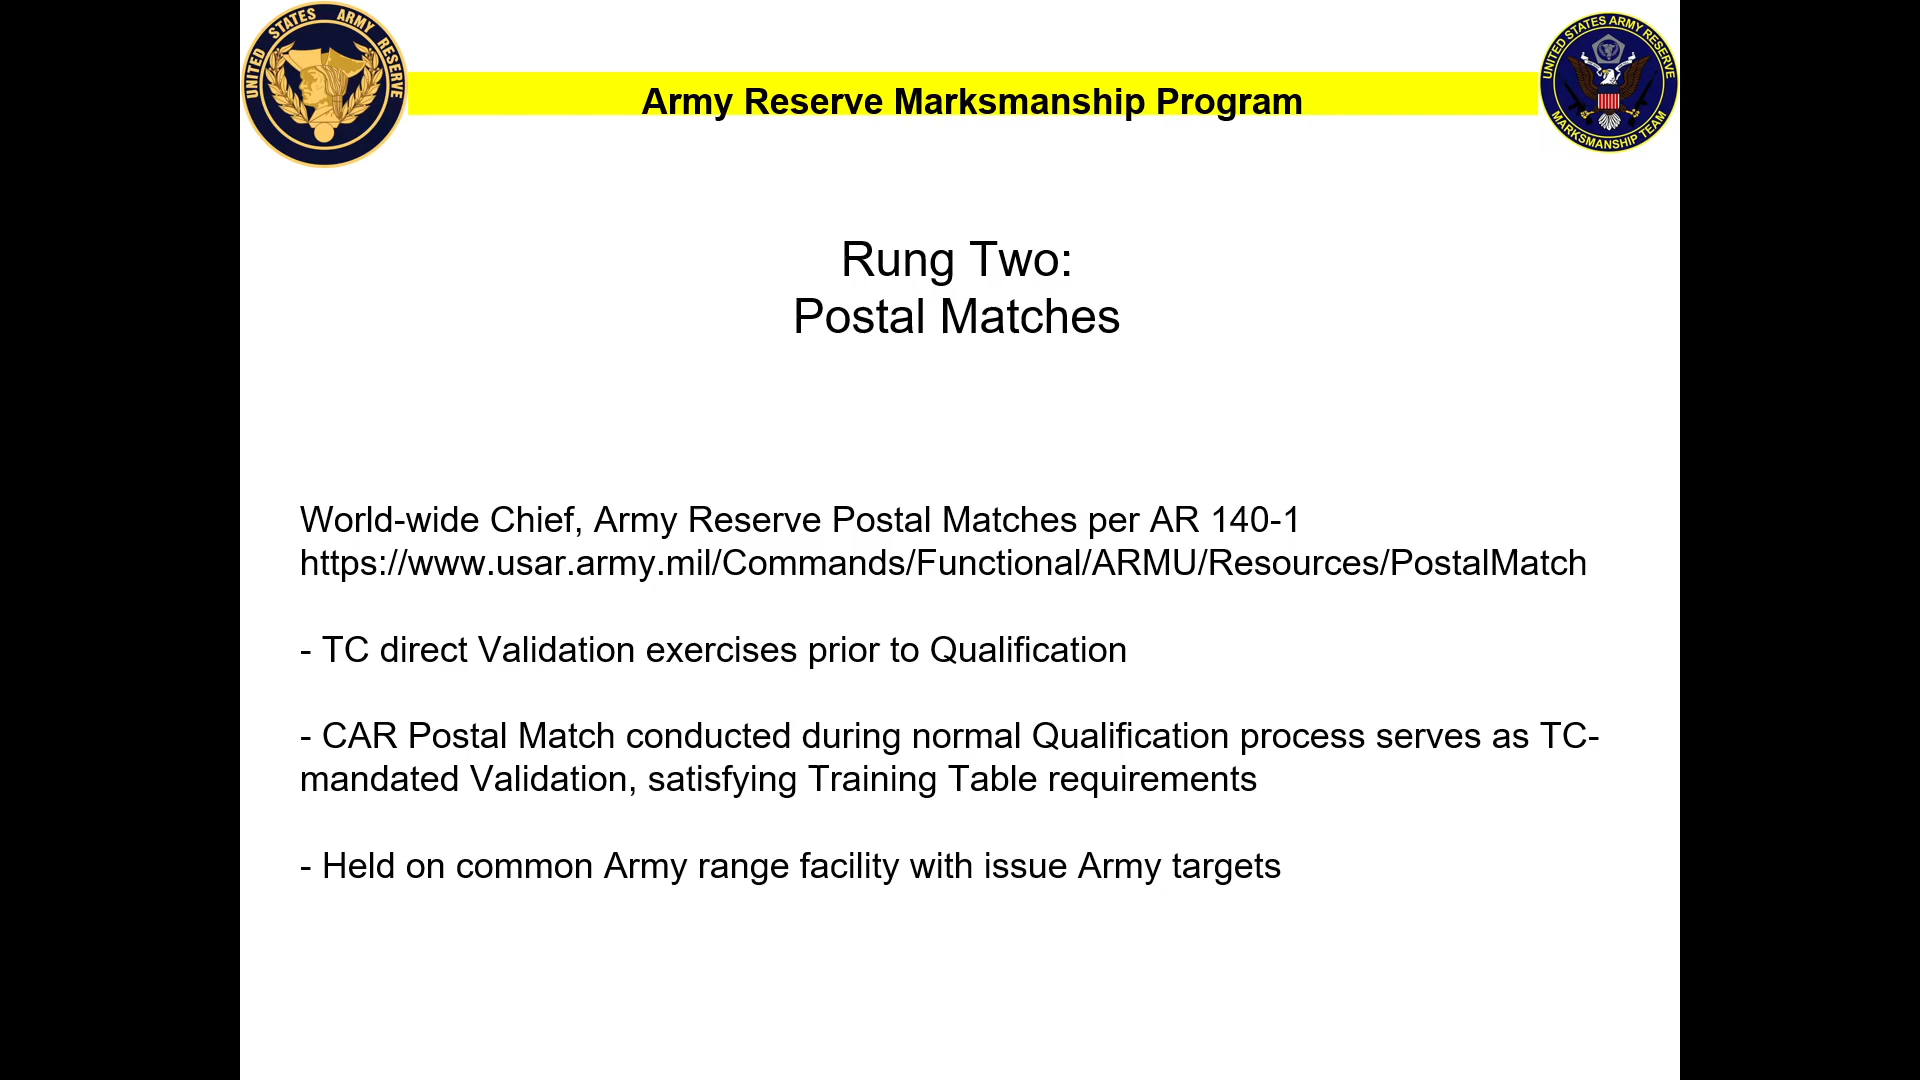 UNITED STATES ARMY RESERVE
Army Reserve Marksmanship Program
UNITED STATES ARMY RESERVE
MARKSMANSHIP TEAM
Rung Two:
Postal Matches
World-wide Chief, Army Reserve Postal Matches per AR 140-1
https://www.usar.army.mil/Commands/Functional/ARMU/Resources/PostalMatch
- TC direct Validation exercises prior to Qualification
- CAR Postal Match conducted during normal Qualification process serves as TC-
mandated Validation, satisfying Training Table requirements
- Held on common Army range facility with issue Army targets